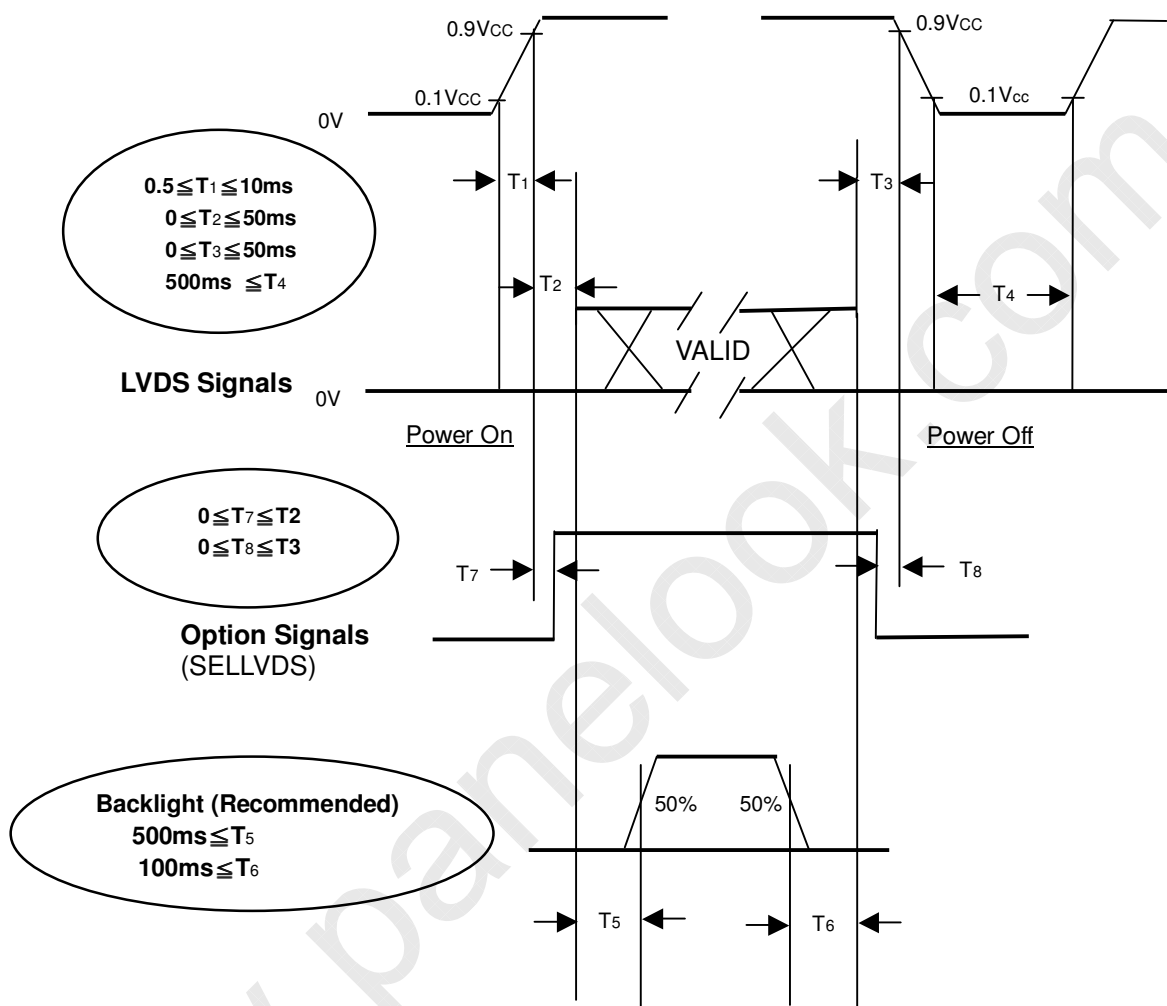 0.9VCC
0.9VCC
0.1VCC
0.1Vcc
0V
0.5≦T1≦10ms
0≦T2≦50ms
0≦T3≦50ms
500ms ≦T4
T1
T3
T2
T4
VALID
LVDS Signals
0V
Power On
Power Off
0≦T7≦T2
0≦T8≦T3
T7
T8
Option Signals
(SELLVDS)
Backlight (Recommended)
500ms≦T5
100ms≦T6
50%
50%
T5
T6
panelook.com